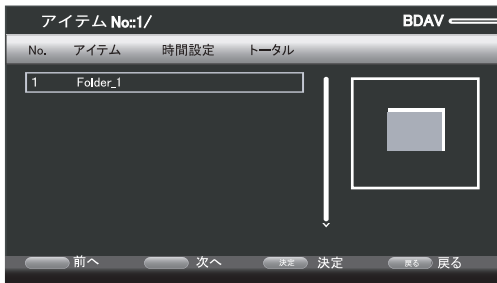 アイテム No::1/ BDAV
No. アイテム 時間設定 トータル
1 Folder_1
前へ 次へ 決定 決定 戻る 戻る